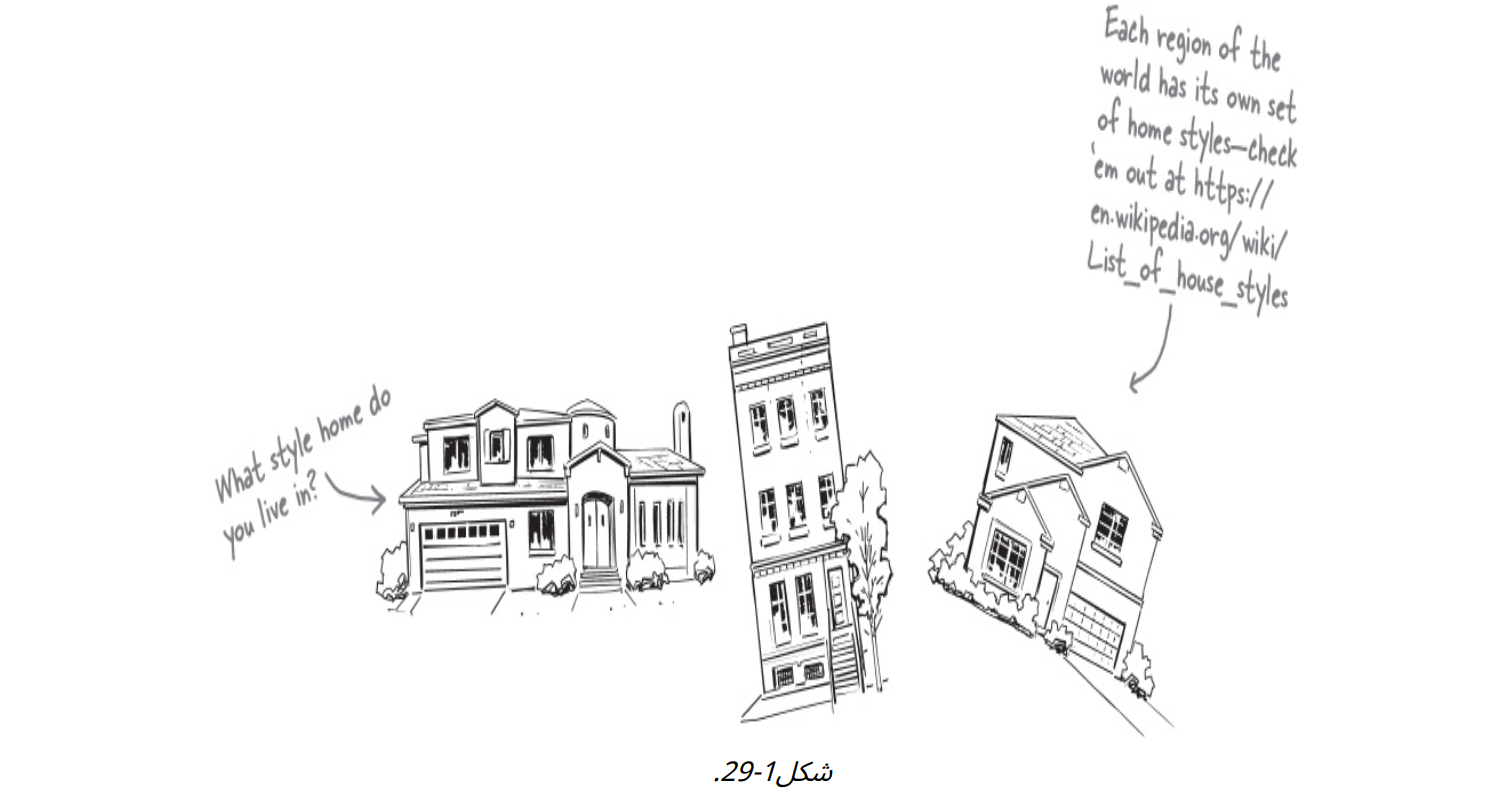 Each region of the
world has its own set
of home styles—check
'em out at https://
en.wikipedia.org/wiki/
List_of_house_styles
What style home do
you live in?
شکل1-29.